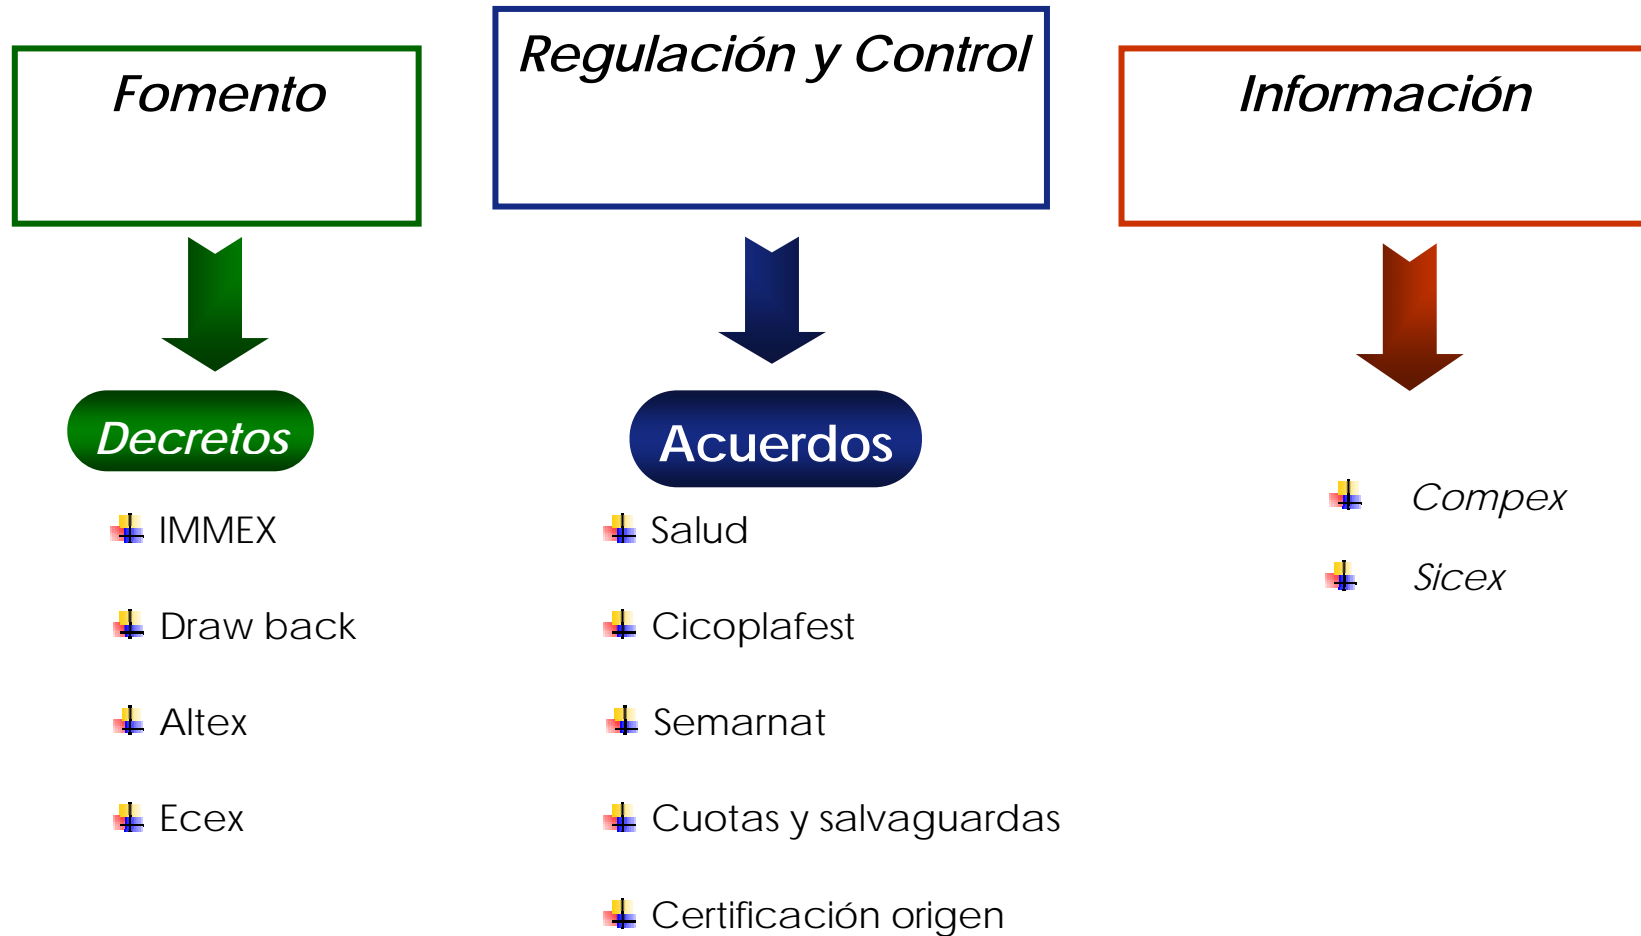 Fomento
Regulación y Control
Información
Decretos
IMMEX
Draw back
Altex
Ecex
Acuerdos
Salud
Cicoplafest
Semarnat
Cuotas y salvaguardas
Certificación origen
Compex
Sicex